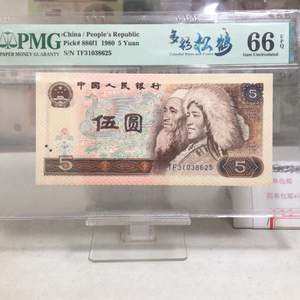 PMG
PAPER MONEY GUARANTY
China / People's Republic
Pick# 886f1 1980 5 Yuan
S/N TF31038625
66 EPQ
Gem Uncirculated
中国人民银行
伍圆
5
5
5
TF31038625